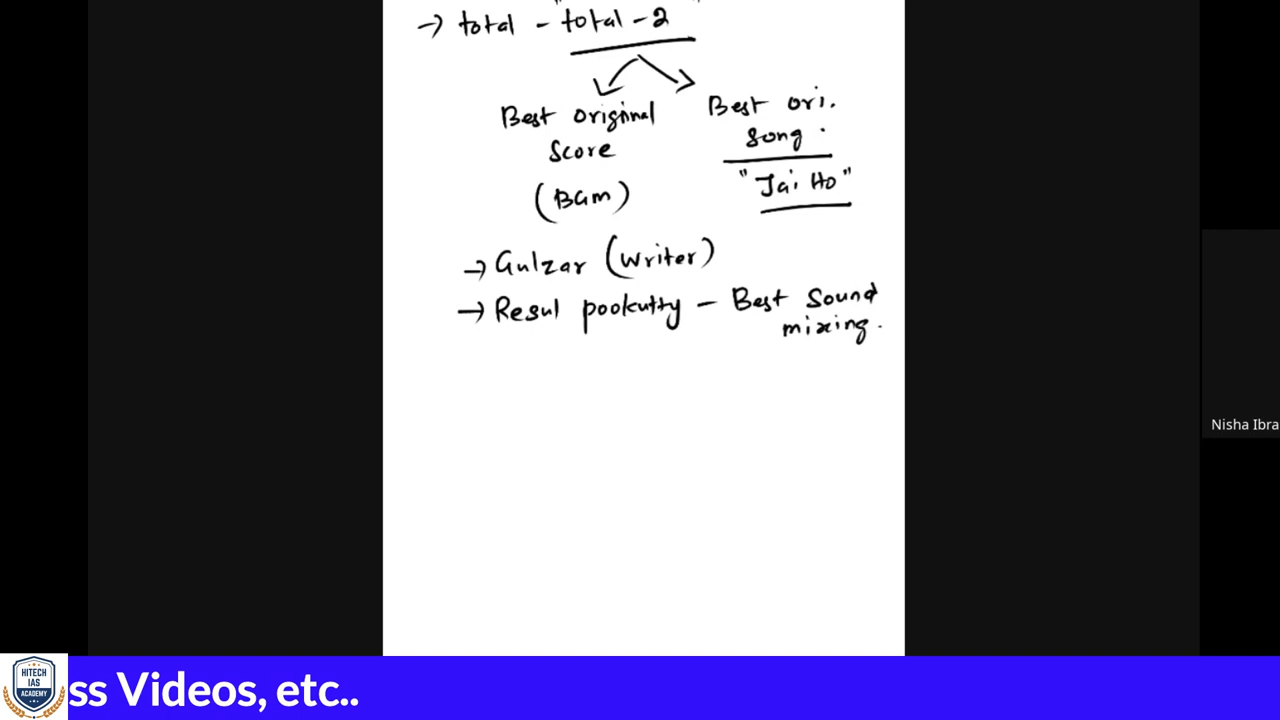 → total - "total - 2"
Best Original
Score
(BGm)
Best ori.
Song.
"Jai Ho"
→ Gulzar (writer)
→ Resul pookutty – Best Sound
mixing.
Nisha Ibra
HITECH
IAS
ACADEMY
ss Videos, etc..